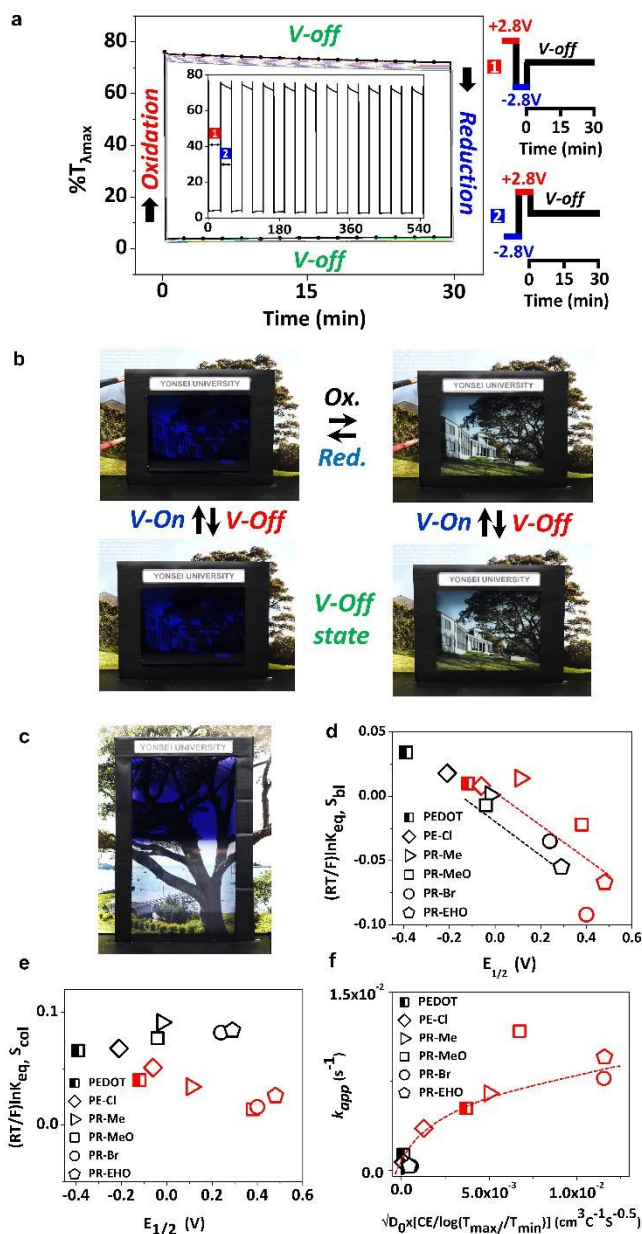 a
80
60
40
20
0
%T λmax
Oxidation
V-off
80
60
40
20
0
1
2
0 180 360 540
V-off
Reduction
0 15 30
Time (min)
+2.8V
1
V-off
-2.8V
0 15 30
Time (min)
+2.8V
V-off
2
-2.8V
0 15 30
Time (min)
b
YONSEI UNIVERSITY
Ox.
Red.
YONSEI UNIVERSITY
V-On V-Off
V-On V-Off
YONSEI UNIVERSITY
V-Off
state
YONSEI UNIVERSITY
c
YONSEI UNIVERSITY
d
(RT/F)lnKeq, Sbl
0.05
0.00
-0.05
-0.10
PEDOT
PE-Cl
PR-Me
PR-MeO
PR-Br
PR-EHO
-0.4 -0.2 0.0 0.2 0.4 0.6
E1/2 (V)
e
(RT/F)lnKeq, Scol
0.1
0.0
PEDOT
PE-Cl
PR-Me
PR-MeO
PR-Br
PR-EHO
-0.4 -0.2 0.0 0.2 0.4 0.6
E1/2 (V)
f
kapp (s-1)
1.5x10-2
0.0
PEDOT
PE-Cl
PR-Me
PR-MeO
PR-Br
PR-EHO
0.0 5.0x10-3 1.0x10-2
√D0x[CE/log(Tmax//Tmin)] (cm3C-1S-0.5)